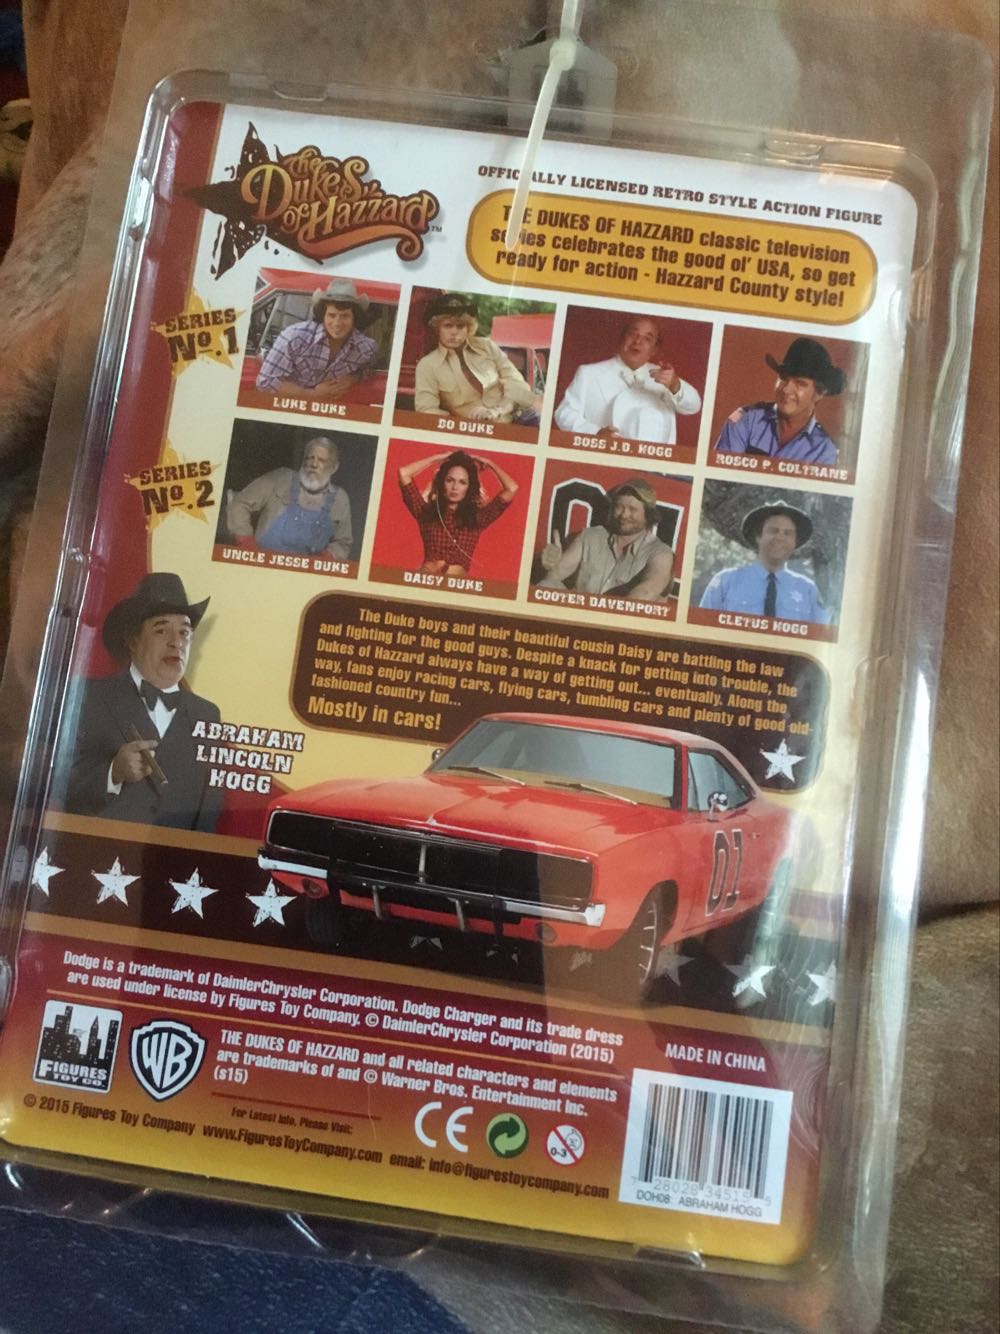 the
Dukes
of Hazzard™
OFFICIALLY LICENSED RETRO STYLE ACTION FIGURE
THE DUKES OF HAZZARD classic television
series celebrates the good ol' USA, so get
ready for action - Hazzard County style!
SERIES
Nº.1
LUKE DUKE
BO DUKE
BOSS J.D. HOGG
ROSCO P. COLTRANE
SERIES
Nº.2
UNCLE JESSE DUKE
DAISY DUKE
COOTER DAVENPORT
CLETUS HOGG
01
The Duke boys and their beautiful cousin Daisy are battling the law
and fighting for the good guys. Despite a knack for getting into trouble, the
Dukes of Hazzard always have a way of getting out... eventually. Along the
way, fans enjoy racing cars, flying cars, tumbling cars and plenty of good old-
fashioned country fun...
Mostly in cars!
ABRAHAM
LINCOLN
HOGG
01
Dodge is a trademark of DaimlerChrysler Corporation. Dodge Charger and its trade dress
are used under license by Figures Toy Company. © DaimlerChrysler Corporation (2015)
MADE IN CHINA
FIGURES
TOY CO.
WB
THE DUKES OF HAZZARD and all related characters and elements
are trademarks of and © Warner Bros. Entertainment Inc.
(s15)
CE
0-3
© 2015 Figures Toy Company
For Latest Info, Please Visit:
www.FiguresToyCompany.com email: info@figurestoycompany.com
7 28028 34515 5
DOH08: ABRAHAM HOGG